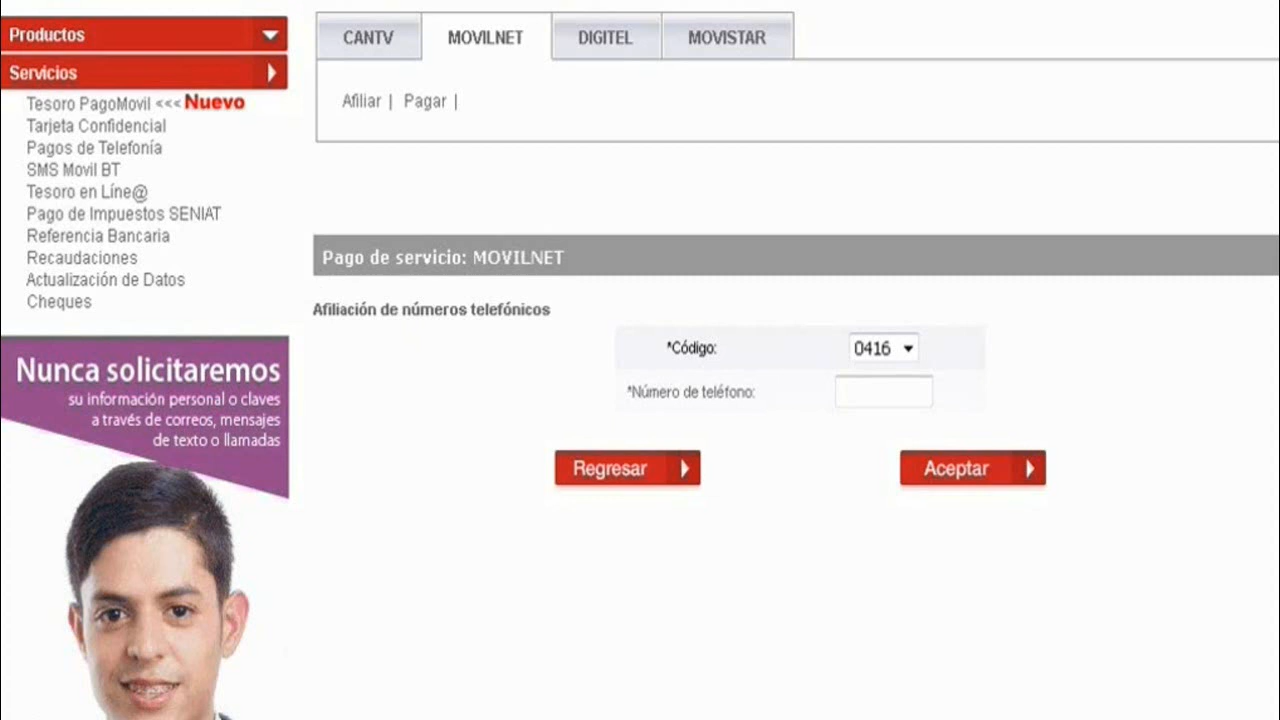 Productos
Servicios
Tesoro PagoMovil <<< Nuevo
Tarjeta Confidencial
Pagos de Telefonía
SMS Movil BT
Tesoro en Líne@
Pago de Impuestos SENIAT
Referencia Bancaria
Recaudaciones
Actualización de Datos
Cheques
Nunca solicitaremos
su información personal o claves
a través de correos, mensajes
de texto o llamadas
CANTV MOVILNET DIGITEL MOVISTAR
Afiliar | Pagar |
Pago de servicio: MOVILNET
Afiliación de números telefónicos
*Código: 0416
*Número de teléfono:
Regresar Aceptar